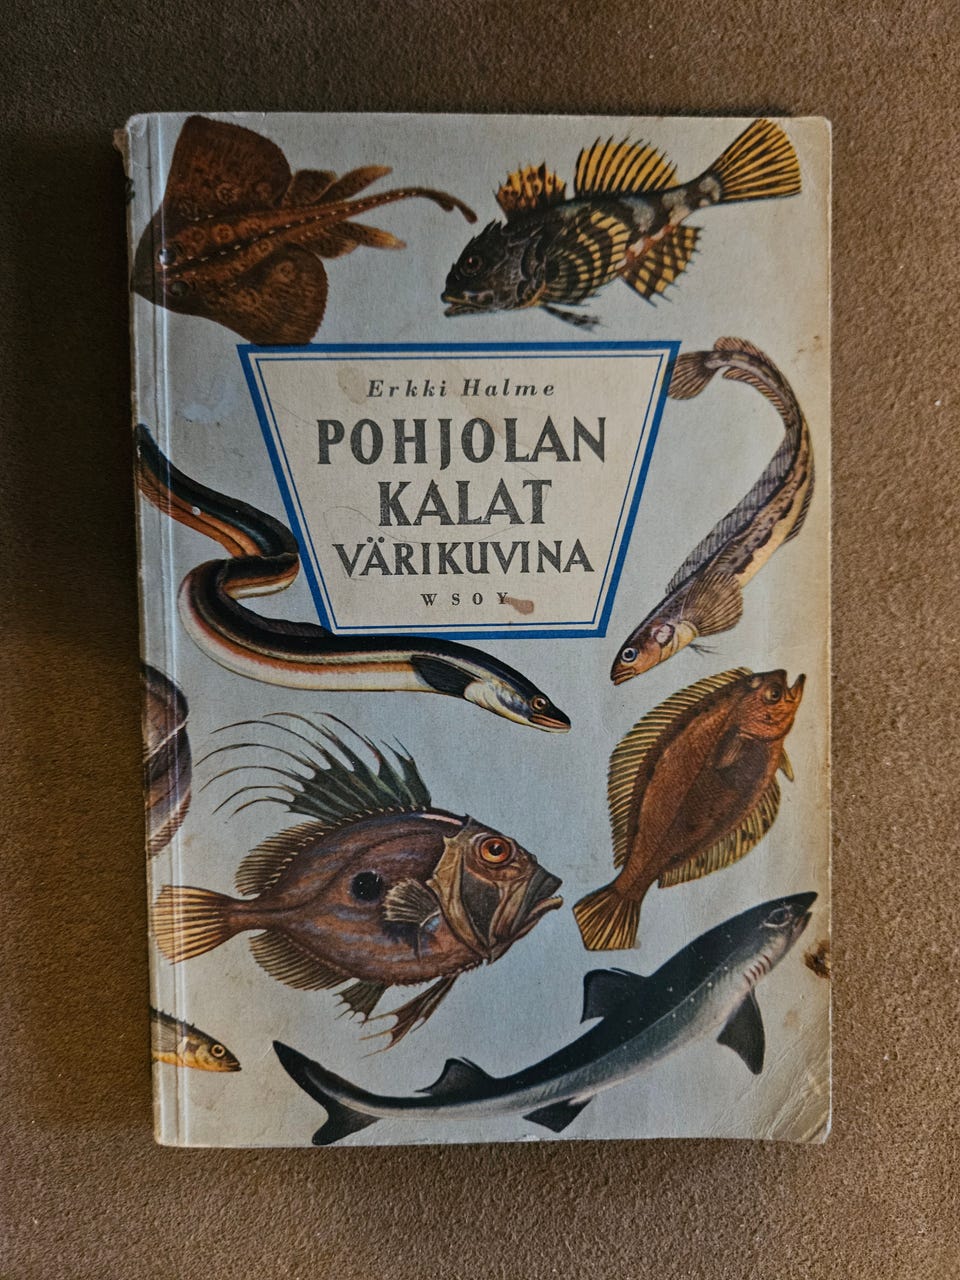 Erkki Halme
POHJOLAN
KALAT
VÄRIKUVINA
WSOY